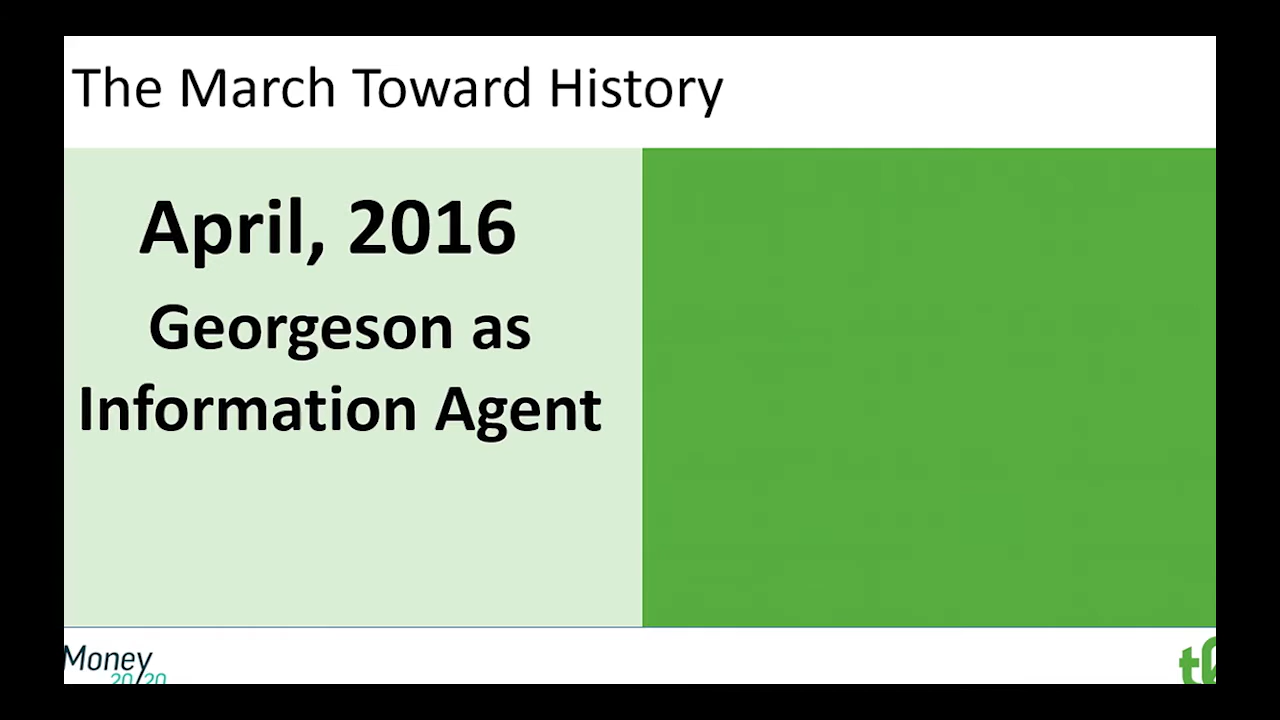 The March Toward History
April, 2016
Georgeson as
Information Agent
Money
20/20